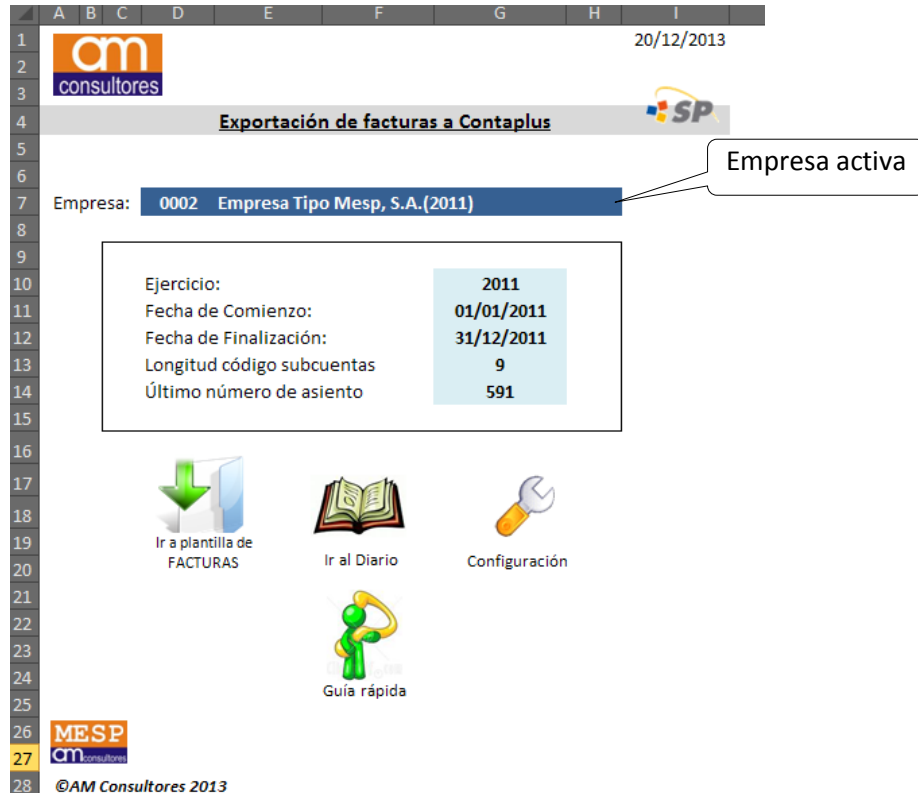 A B C D E F G H I
1 20/12/2013
am
2
consultores
3
SP
4 Exportación de facturas a Contaplus
5
Empresa activa
6
7 Empresa: 0002 Empresa Tipo Mesp, S.A.(2011)
8
9
10 Ejercicio: 2011
11 Fecha de Comienzo: 01/01/2011
12 Fecha de Finalización: 31/12/2011
13 Longitud código subcuentas 9
14 Último número de asiento 591
15
16
17
18
19 Ir a plantilla de
20 FACTURAS Ir al Diario Configuración
21
22
23
24
Guía rápida
25
26 MESP
27 am consultores
28 ©AM Consultores 2013